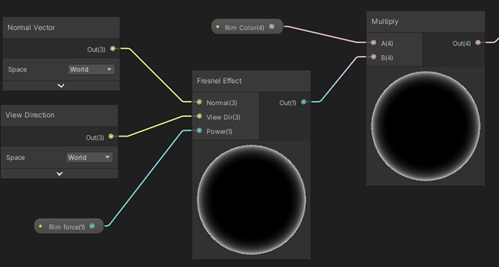 Normal Vector
Out(3)
Space World
View Direction
Out(3)
Space World
Rim force(1)
Fresnel Effect
Normal(3) Out(1)
View Dir(3)
Power(1)
Rim Color(4)
Multiply
A(4) Out(4)
B(4)